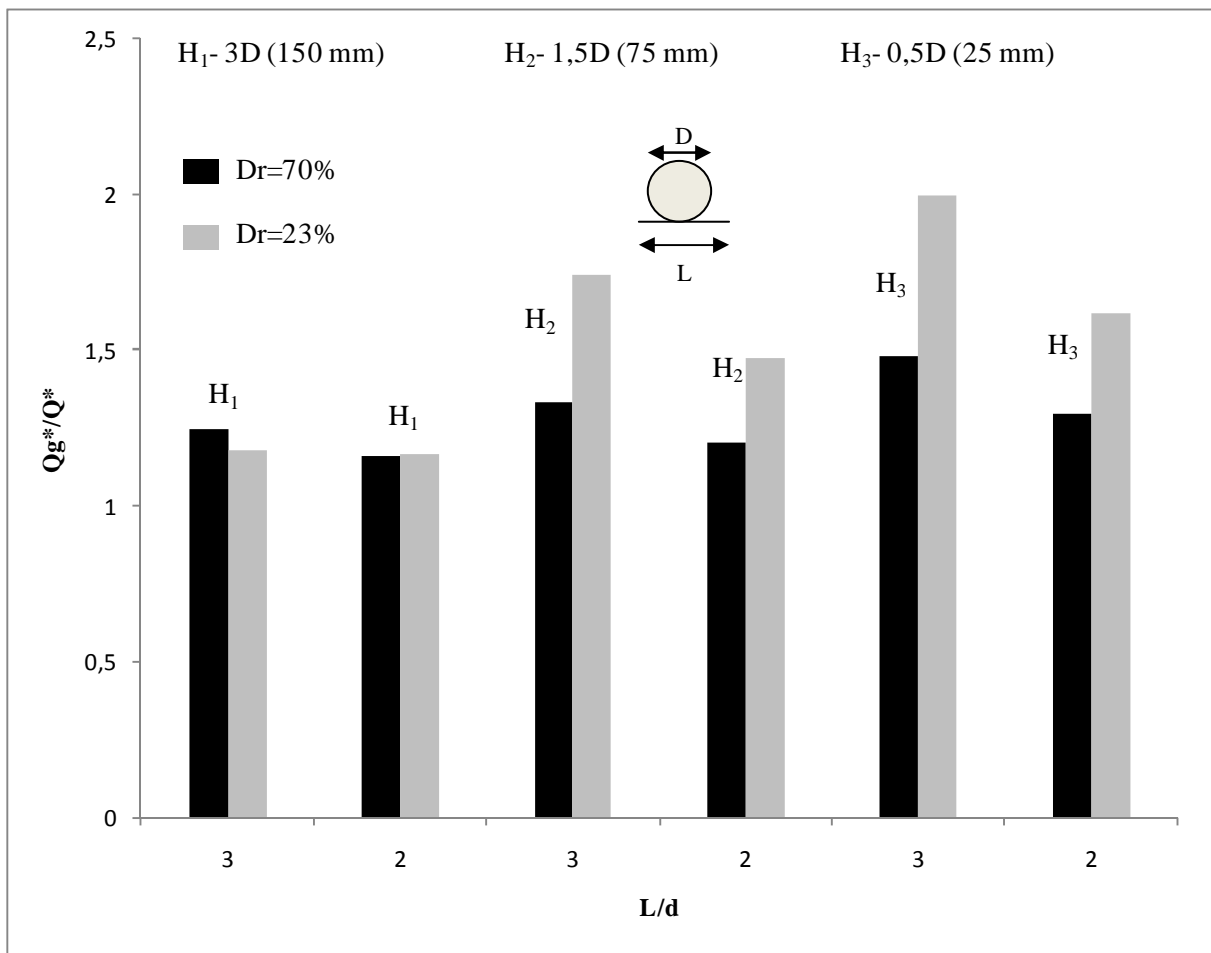 H₁- 3D (150 mm) H₂- 1,5D (75 mm) H₃- 0,5D (25 mm)
Dr=70%
Dr=23%
D
L
H₁
H₁
H₂
H₂
H₃
H₃
Qg*/Q*
2,5
2
1,5
1
0,5
0
3 2 3 2 3 2
L/d